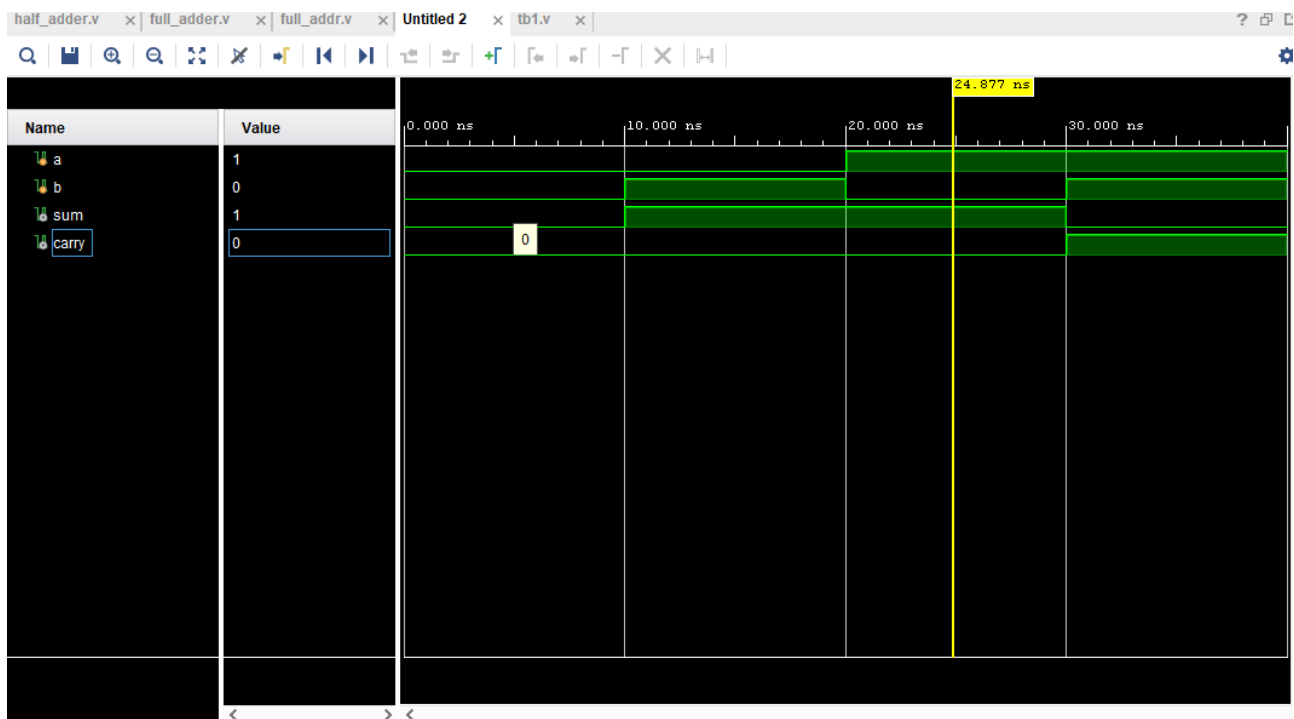 half_adder.v × full_adder.v × full_addr.v × Untitled 2 × tb1.v × ?
24.877 ns
Name Value 0.000 ns 10.000 ns 20.000 ns 30.000 ns
a 1
b 0
sum 1
carry 0 0